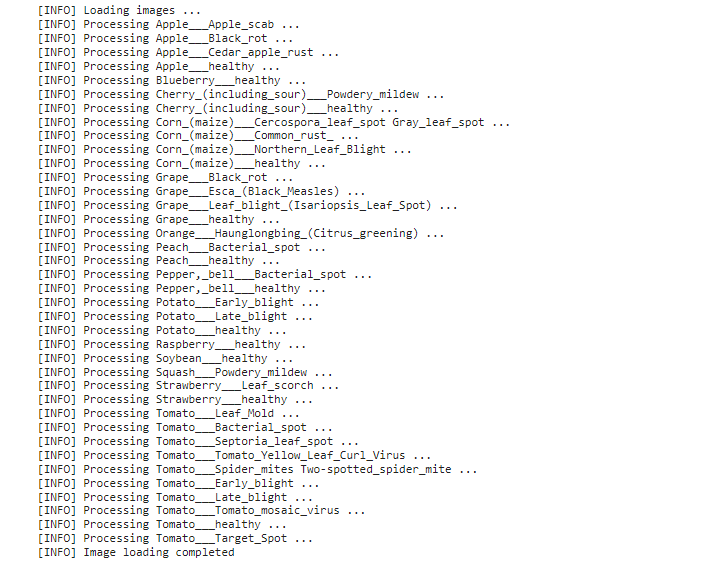 [INFO] Loading images ...
[INFO] Processing Apple___Apple_scab ...
[INFO] Processing Apple___Black_rot ...
[INFO] Processing Apple___Cedar_apple_rust ...
[INFO] Processing Apple___healthy ...
[INFO] Processing Blueberry___healthy ...
[INFO] Processing Cherry_(including_sour)___Powdery_mildew ...
[INFO] Processing Cherry_(including_sour)___healthy ...
[INFO] Processing Corn_(maize)___Cercospora_leaf_spot Gray_leaf_spot ...
[INFO] Processing Corn_(maize)___Common_rust_ ...
[INFO] Processing Corn_(maize)___Northern_Leaf_Blight ...
[INFO] Processing Corn_(maize)___healthy ...
[INFO] Processing Grape___Black_rot ...
[INFO] Processing Grape___Esca_(Black_Measles) ...
[INFO] Processing Grape___Leaf_blight_(Isariopsis_Leaf_Spot) ...
[INFO] Processing Grape___healthy ...
[INFO] Processing Orange___Haunglongbing_(Citrus_greening) ...
[INFO] Processing Peach___Bacterial_spot ...
[INFO] Processing Peach___healthy ...
[INFO] Processing Pepper,_bell___Bacterial_spot ...
[INFO] Processing Pepper,_bell___healthy ...
[INFO] Processing Potato___Early_blight ...
[INFO] Processing Potato___Late_blight ...
[INFO] Processing Potato___healthy ...
[INFO] Processing Raspberry___healthy ...
[INFO] Processing Soybean___healthy ...
[INFO] Processing Squash___Powdery_mildew ...
[INFO] Processing Strawberry___Leaf_scorch ...
[INFO] Processing Strawberry___healthy ...
[INFO] Processing Tomato___Leaf_Mold ...
[INFO] Processing Tomato___Bacterial_spot ...
[INFO] Processing Tomato___Septoria_leaf_spot ...
[INFO] Processing Tomato___Tomato_Yellow_Leaf_Curl_Virus ...
[INFO] Processing Tomato___Spider_mites Two-spotted_spider_mite ...
[INFO] Processing Tomato___Early_blight ...
[INFO] Processing Tomato___Late_blight ...
[INFO] Processing Tomato___Tomato_mosaic_virus ...
[INFO] Processing Tomato___healthy ...
[INFO] Processing Tomato___Target_Spot ...
[INFO] Image loading completed